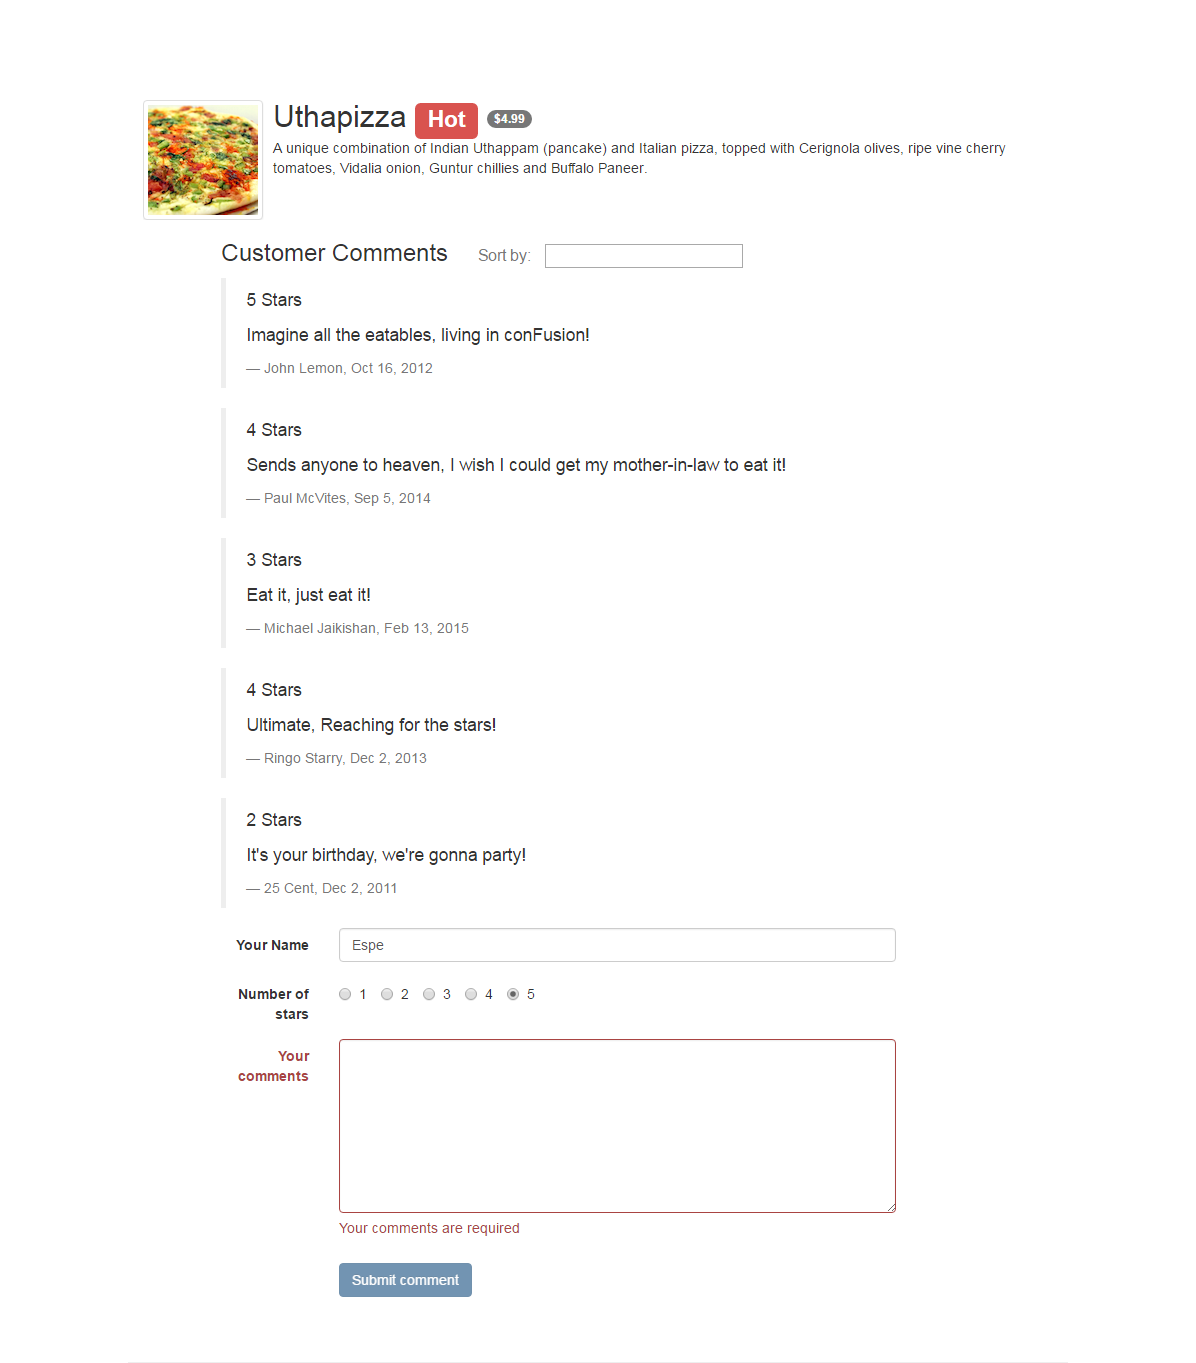 Uthapizza Hot $4.99
A unique combination of Indian Uthappam (pancake) and Italian pizza, topped with Cerignola olives, ripe vine cherry
tomatoes, Vidalia onion, Guntur chillies and Buffalo Paneer.
Customer Comments Sort by:
5 Stars
Imagine all the eatables, living in conFusion!
— John Lemon, Oct 16, 2012
4 Stars
Sends anyone to heaven, I wish I could get my mother-in-law to eat it!
— Paul McVites, Sep 5, 2014
3 Stars
Eat it, just eat it!
— Michael Jaikishan, Feb 13, 2015
4 Stars
Ultimate, Reaching for the stars!
— Ringo Starry, Dec 2, 2013
2 Stars
It's your birthday, we're gonna party!
— 25 Cent, Dec 2, 2011
Your Name Espe
Number of
stars
1 2 3 4 5
Your
comments
Your comments are required
Submit comment